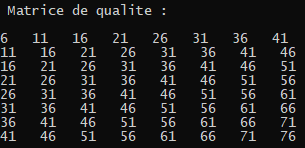 Matrice de qualite :
6 11 16 21 26 31 36 41
11 16 21 26 31 36 41 46
16 21 26 31 36 41 46 51
21 26 31 36 41 46 51 56
26 31 36 41 46 51 56 61
31 36 41 46 51 56 61 66
36 41 46 51 56 61 66 71
41 46 51 56 61 66 71 76